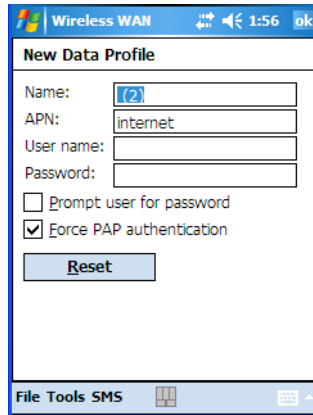 Wireless WAN 1:56 ok
New Data Profile
Name: (2)
APN: internet
User name:
Password:
Prompt user for password
Force PAP authentication
Reset
File Tools SMS